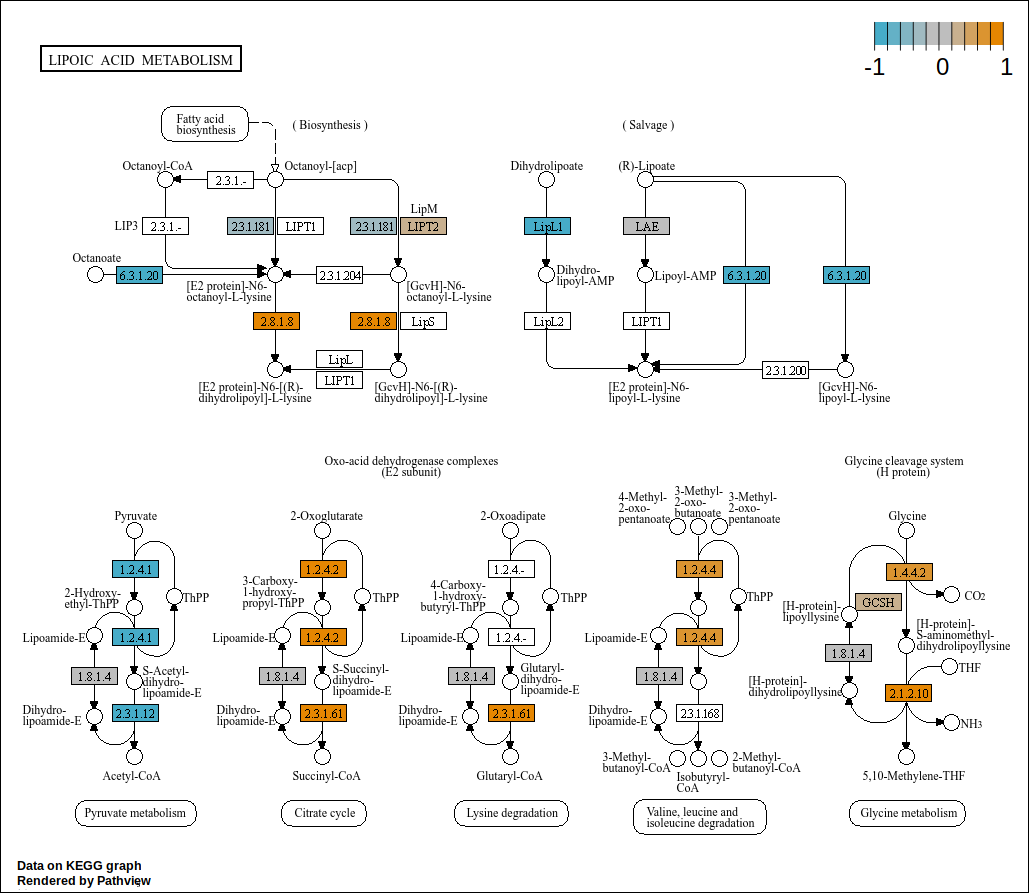 -1 0 1
LIPOIC ACID METABOLISM
Fatty acid
biosynthesis
( Biosynthesis )
( Salvage )
Octanoyl-CoA
2.3.1.-
Octanoyl-[acp]
Dihydrolipoate
(R)-Lipoate
LIP3
2.3.1.-
2.3.1.181
LIPT1
2.3.1.181
LipM
LIPT2
LipL1
LAE
Octanoate
6.3.1.20
2.3.1.204
[E2 protein]-N6-
octanoyl-L-lysine
[GcvH]-N6-
octanoyl-L-lysine
Dihydro-
lipoyl-AMP
Lipoyl-AMP
6.3.1.20
6.3.1.20
2.8.1.8
2.8.1.8
LipS
LipL2
LIPT1
LipL
LIPT1
2.3.1.200
[E2 protein]-N6-[(R)-
dihydrolipoyl]-L-lysine
[GcvH]-N6-[(R)-
dihydrolipoyl]-L-lysine
[E2 protein]-N6-
lipoyl-L-lysine
[GcvH]-N6-
lipoyl-L-lysine
Oxo-acid dehydrogenase complexes
(E2 subunit)
Glycine cleavage system
(H protein)
Pyruvate
1.2.4.1
2-Hydroxy-
ethyl-ThPP
ThPP
Lipoamide-E
1.2.4.1
1.8.1.4
S-Acetyl-
dihydro-
lipoamide-E
Dihydro-
lipoamide-E
2.3.1.12
Acetyl-CoA
Pyruvate metabolism
2-Oxoglutarate
1.2.4.2
3-Carboxy-
1-hydroxy-
propyl-ThPP
ThPP
Lipoamide-E
1.2.4.2
1.8.1.4
S-Succinyl-
dihydro-
lipoamide-E
Dihydro-
lipoamide-E
2.3.1.61
Succinyl-CoA
Citrate cycle
2-Oxoadipate
1.2.4.-
4-Carboxy-
1-hydroxy-
butyryl-ThPP
ThPP
Lipoamide-E
1.2.4.-
1.8.1.4
Glutaryl-
dihydro-
lipoamide-E
Dihydro-
lipoamide-E
2.3.1.61
Glutaryl-CoA
Lysine degradation
4-Methyl-
2-oxo-
pentanoate
3-Methyl-
2-oxo-
butanoate
3-Methyl-
2-oxo-
pentanoate
1.2.4.4
ThPP
Lipoamide-E
1.2.4.4
1.8.1.4
Dihydro-
lipoamide-E
2.3.1.168
3-Methyl-
butanoyl-CoA
Isobutyryl-
CoA
2-Methyl-
butanoyl-CoA
Valine, leucine and
isoleucine degradation
Glycine
1.4.4.2
CO2
GCSH
[H-protein]-
lipoyllysine
[H-protein]-
S-aminomethyl-
dihydrolipoyllysine
1.8.1.4
THF
[H-protein]-
dihydrolipoyllysine
2.1.2.10
NH3
5,10-Methylene-THF
Glycine metabolism
Data on KEGG graph
Rendered by Pathview